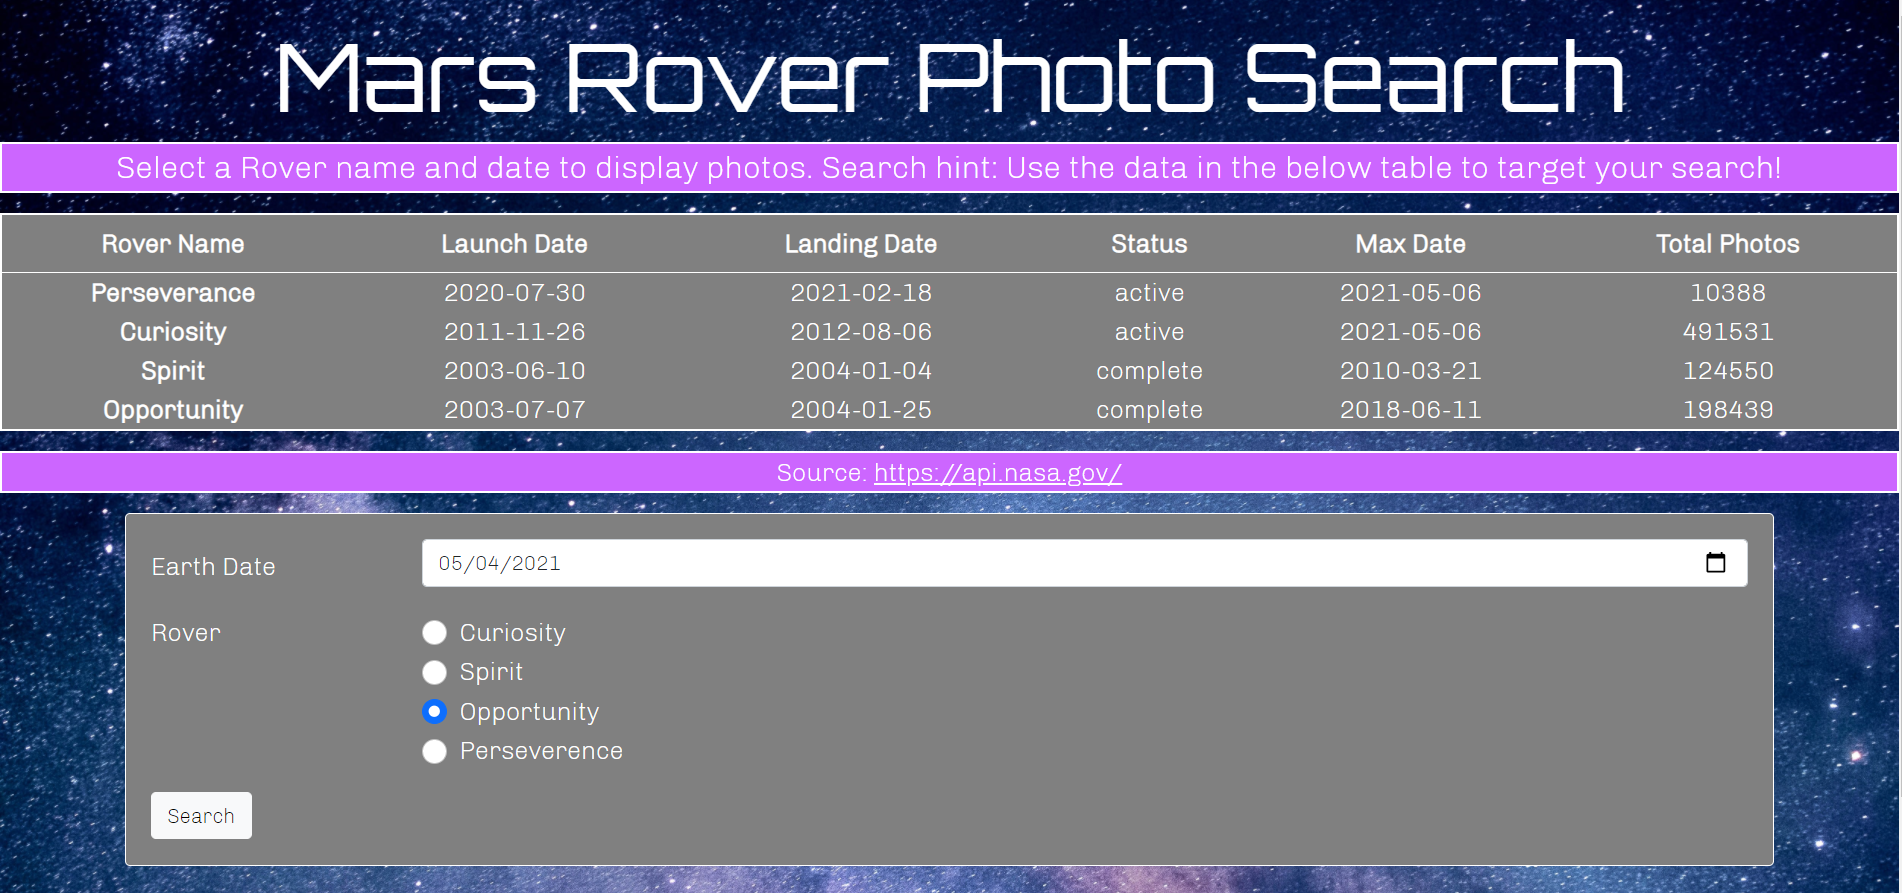 Mars Rover Photo Search
Select a Rover name and date to display photos. Search hint: Use the data in the below table to target your search!
Rover Name Launch Date Landing Date Status Max Date Total Photos
Perseverance 2020-07-30 2021-02-18 active 2021-05-06 10388
Curiosity 2011-11-26 2012-08-06 active 2021-05-06 491531
Spirit 2003-06-10 2004-01-04 complete 2010-03-21 124550
Opportunity 2003-07-07 2004-01-25 complete 2018-06-11 198439
Source: https://api.nasa.gov/
Earth Date 05/04/2021
Rover Curiosity
Spirit
Opportunity
Perseverence
Search